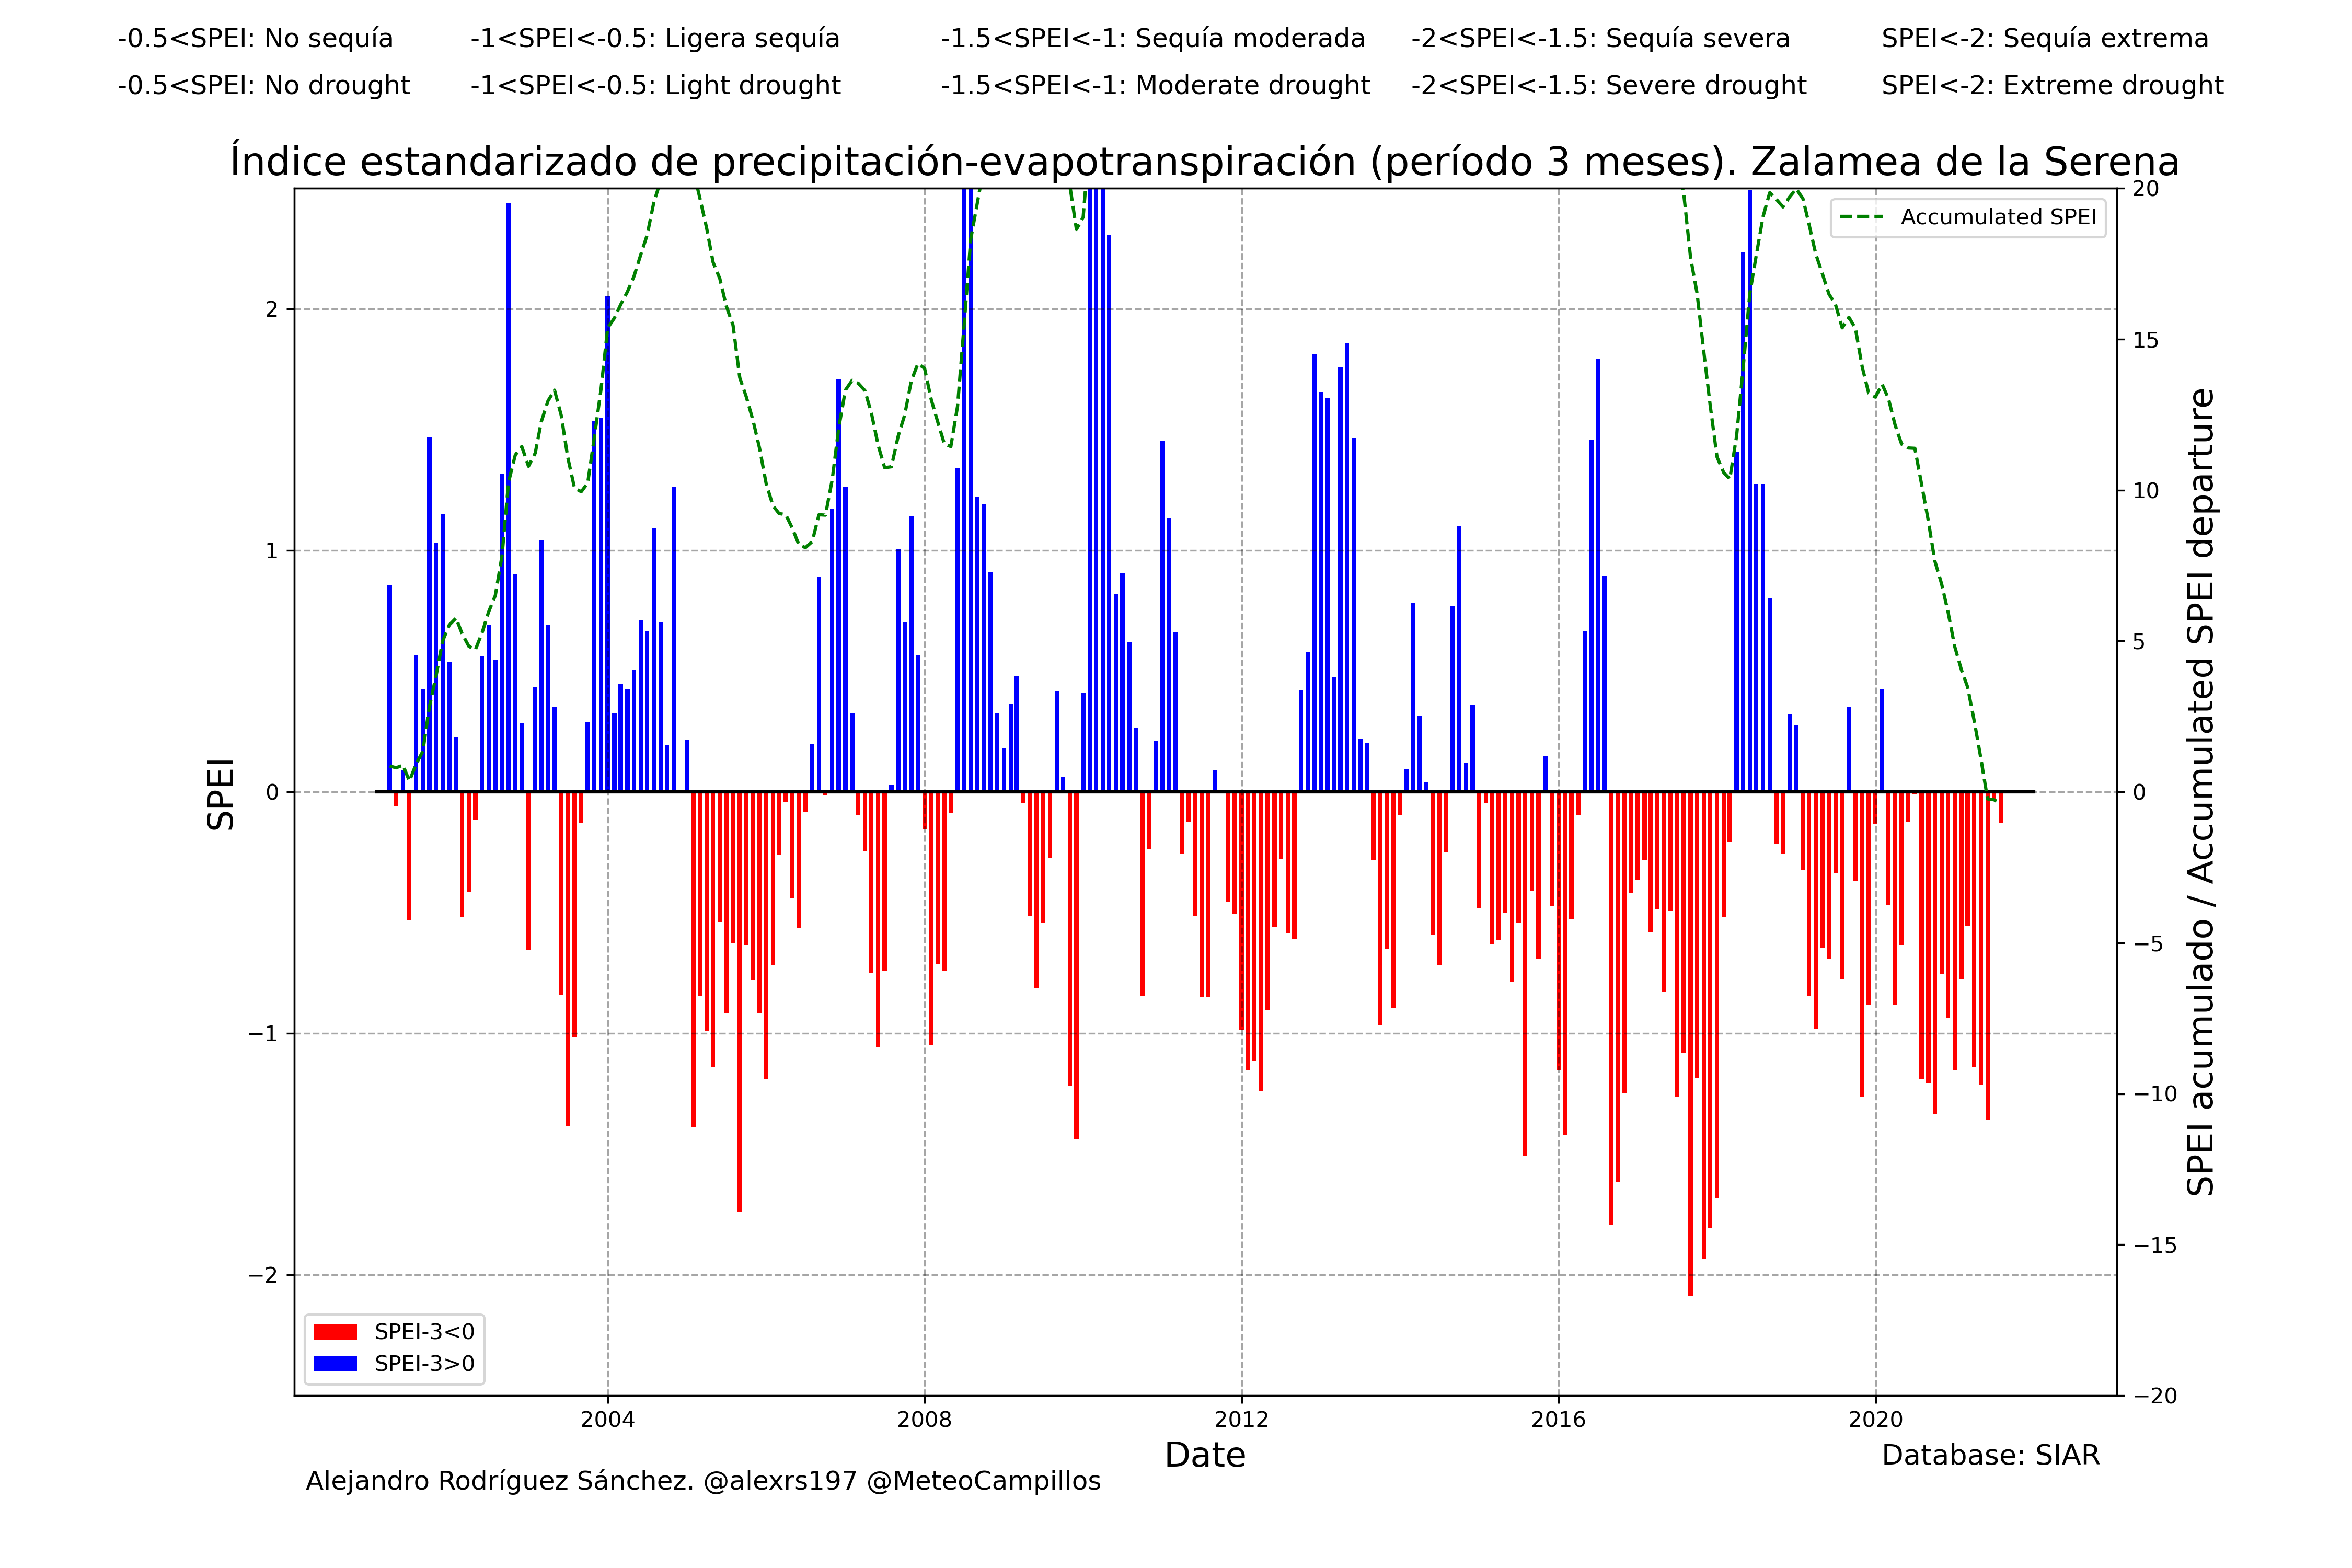 -0.5<SPEI: No sequía -1<SPEI<-0.5: Ligera sequía -1.5<SPEI<-1: Sequía moderada -2<SPEI<-1.5: Sequía severa SPEI<-2: Sequía extrema
-0.5<SPEI: No drought -1<SPEI<-0.5: Light drought -1.5<SPEI<-1: Moderate drought -2<SPEI<-1.5: Severe drought SPEI<-2: Extreme drought
Índice estandarizado de precipitación-evapotranspiración (período 3 meses). Zalamea de la Serena
Accumulated SPEI
SPEI
2
1
0
−1
−2
20
15
10
5
0
−5
−10
−15
−20
SPEI acumulado / Accumulated SPEI departure
SPEI-3<0
SPEI-3>0
2004 2008 2012 2016 2020
Date
Database: SIAR
Alejandro Rodríguez Sánchez. @alexrs197 @MeteoCampillos